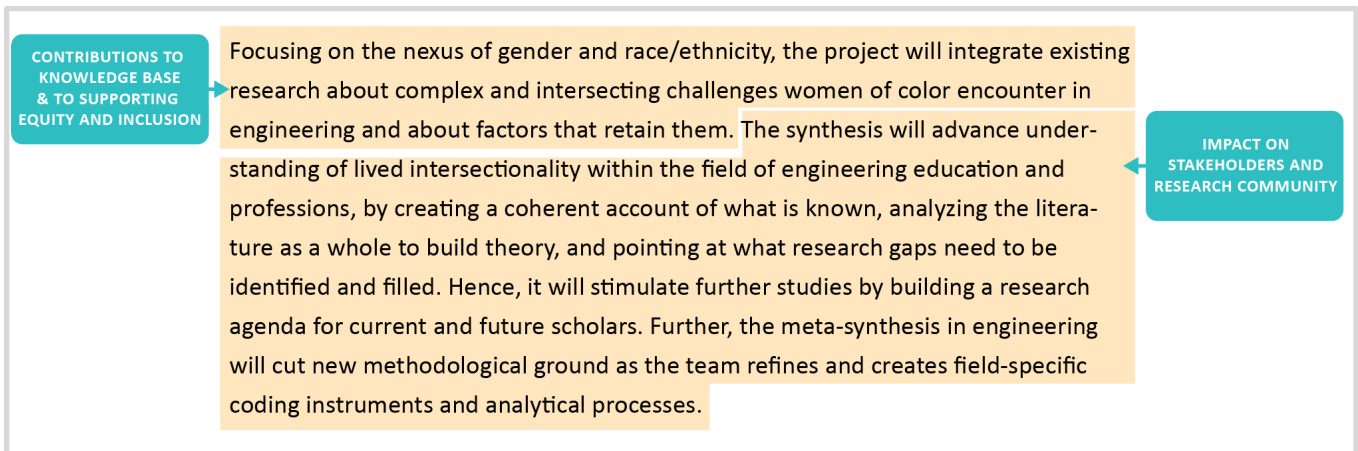 CONTRIBUTIONS TO
KNOWLEDGE BASE
& TO SUPPORTING
EQUITY AND INCLUSION
Focusing on the nexus of gender and race/ethnicity, the project will integrate existing
research about complex and intersecting challenges women of color encounter in
engineering and about factors that retain them. The synthesis will advance under-
standing of lived intersectionality within the field of engineering education and
professions, by creating a coherent account of what is known, analyzing the litera-
ture as a whole to build theory, and pointing at what research gaps need to be
identified and filled. Hence, it will stimulate further studies by building a research
agenda for current and future scholars. Further, the meta-synthesis in engineering
will cut new methodological ground as the team refines and creates field-specific
coding instruments and analytical processes.
IMPACT ON
STAKEHOLDERS AND
RESEARCH COMMUNITY